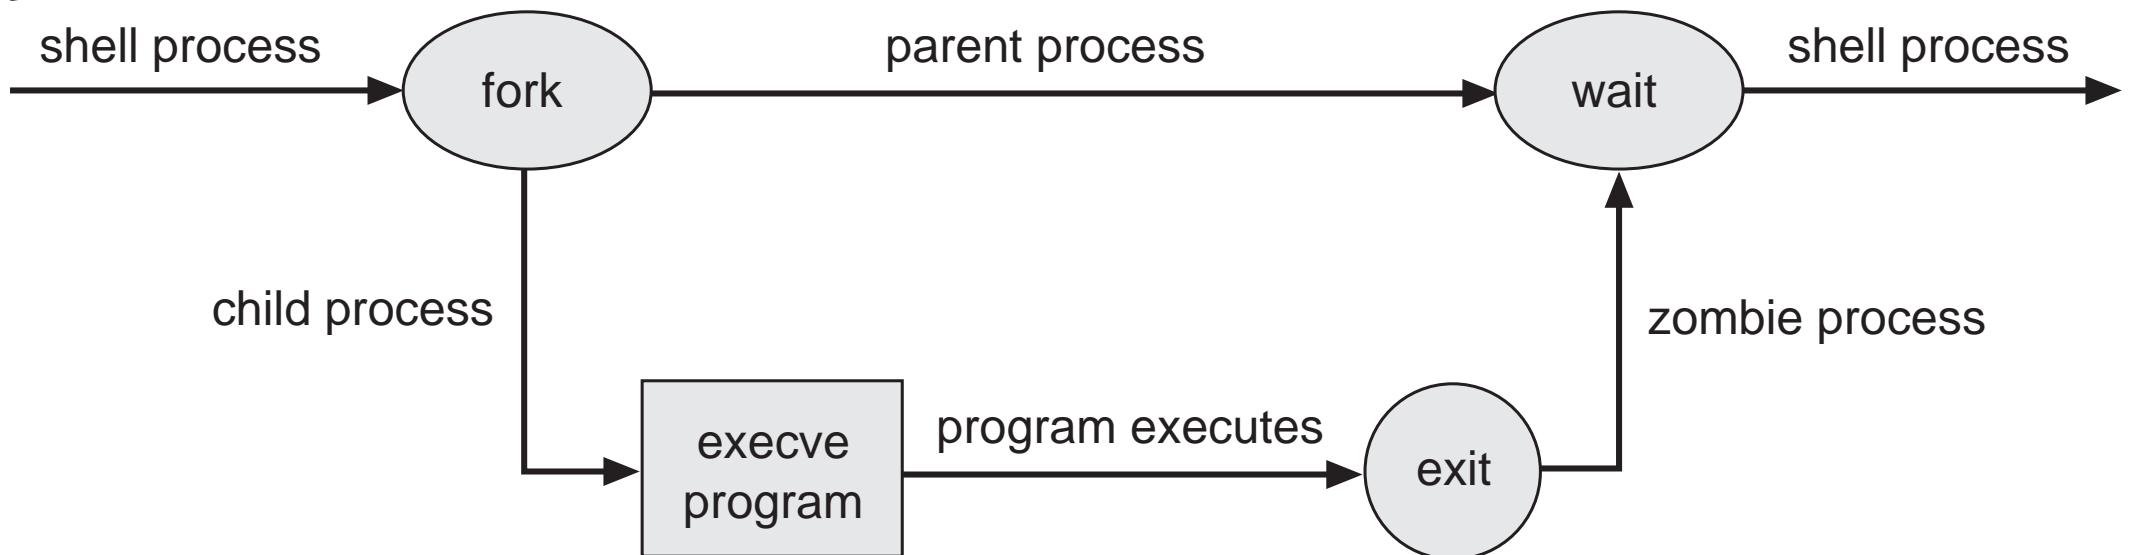 shell process
fork
parent process
wait
shell process
child process
zombie process
execve
program
program executes
exit